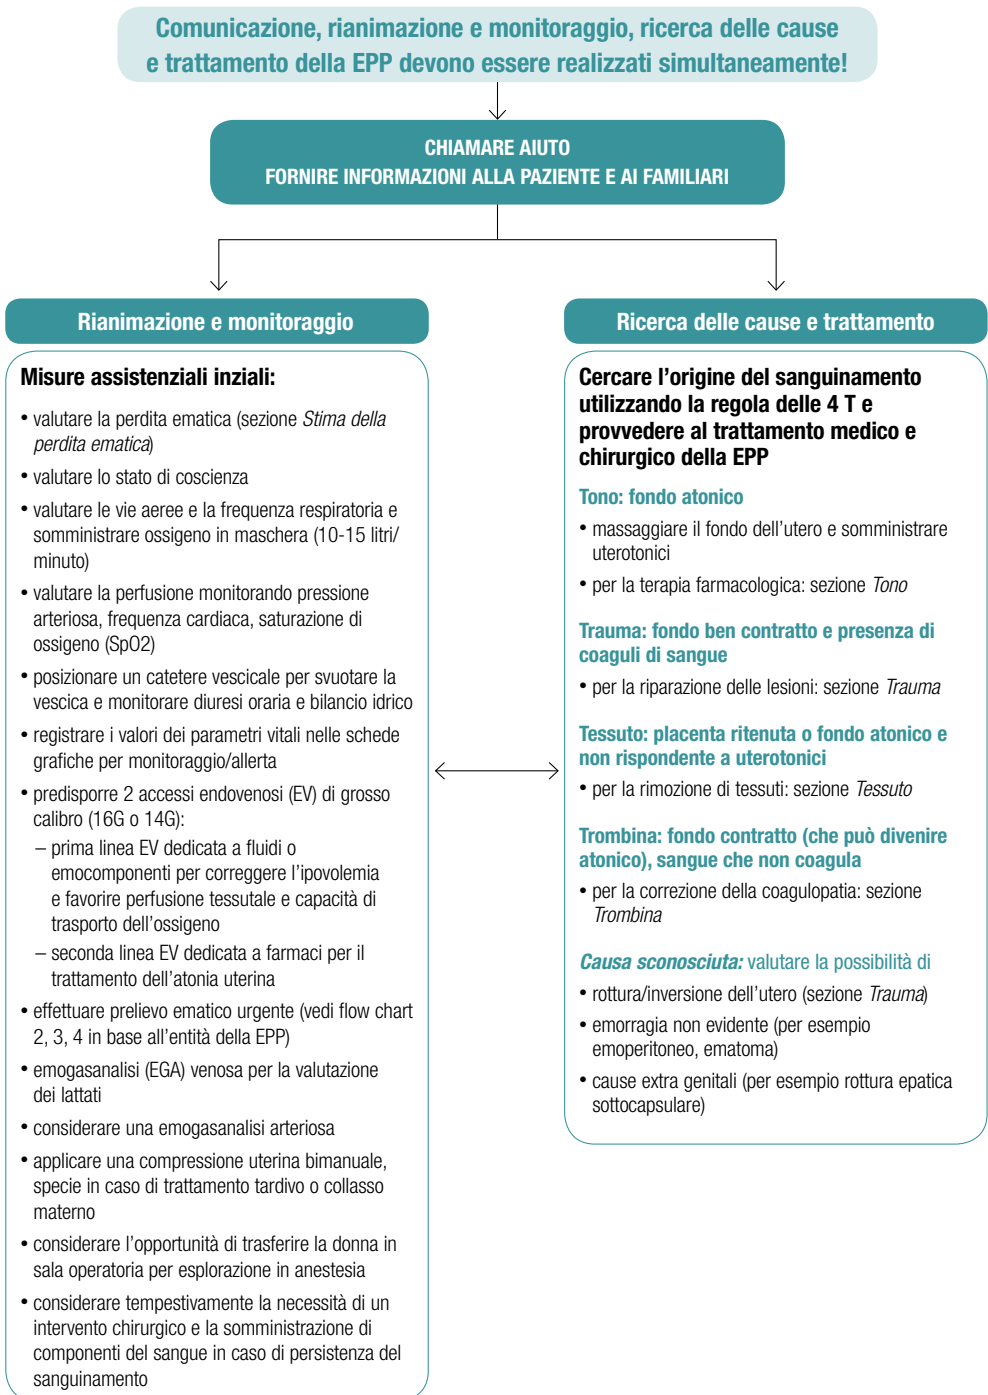 Comunicazione, rianimazione e monitoraggio, ricerca delle cause
e trattamento della EPP devono essere realizzati simultaneamente!
CHIAMARE AIUTO
FORNIRE INFORMAZIONI ALLA PAZIENTE E AI FAMILIARI
Rianimazione e monitoraggio
Misure assistenziali inziali:
• valutare la perdita ematica (sezione Stima della
perdita ematica)
• valutare lo stato di coscienza
• valutare le vie aeree e la frequenza respiratoria e
somministrare ossigeno in maschera (10-15 litri/
minuto)
• valutare la perfusione monitorando pressione
arteriosa, frequenza cardiaca, saturazione di
ossigeno (SpO2)
• posizionare un catetere vescicale per svuotare la
vescica e monitorare diuresi oraria e bilancio idrico
• registrare i valori dei parametri vitali nelle schede
grafiche per monitoraggio/allerta
• predisporre 2 accessi endovenosi (EV) di grosso
calibro (16G o 14G):
– prima linea EV dedicata a fluidi o
emocomponenti per correggere l'ipovolemia
e favorire perfusione tessutale e capacità di
trasporto dell'ossigeno
– seconda linea EV dedicata a farmaci per il
trattamento dell'atonia uterina
• effettuare prelievo ematico urgente (vedi flow chart
2, 3, 4 in base all'entità della EPP)
• emogasanalisi (EGA) venosa per la valutazione
dei lattati
• considerare una emogasanalisi arteriosa
• applicare una compressione uterina bimanuale,
specie in caso di trattamento tardivo o collasso
materno
• considerare l'opportunità di trasferire la donna in
sala operatoria per esplorazione in anestesia
• considerare tempestivamente la necessità di un
intervento chirurgico e la somministrazione di
componenti del sangue in caso di persistenza del
sanguinamento
Ricerca delle cause e trattamento
Cercare l'origine del sanguinamento
utilizzando la regola delle 4 T e
provvedere al trattamento medico e
chirurgico della EPP
Tono: fondo atonico
• massaggiare il fondo dell'utero e somministrare
uterotonici
• per la terapia farmacologica: sezione Tono
Trauma: fondo ben contratto e presenza di
coaguli di sangue
• per la riparazione delle lesioni: sezione Trauma
Tessuto: placenta ritenuta o fondo atonico e
non rispondente a uterotonici
• per la rimozione di tessuti: sezione Tessuto
Trombina: fondo contratto (che può divenire
atonico), sangue che non coagula
• per la correzione della coagulopatia: sezione
Trombina
Causa sconosciuta: valutare la possibilità di
• rottura/inversione dell'utero (sezione Trauma)
• emorragia non evidente (per esempio
emoperitoneo, ematoma)
• cause extra genitali (per esempio rottura epatica
sottocapsulare)